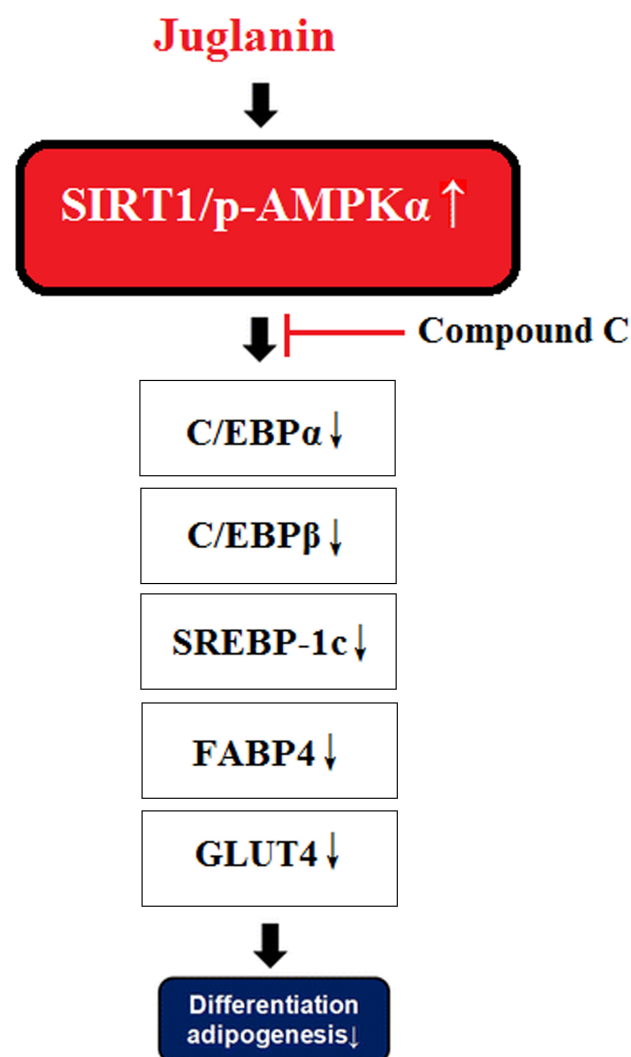 Juglanin
SIRT1/p-AMPKα↑
Compound C
C/EBPα↓
C/EBPβ↓
SREBP-1c↓
FABP4↓
GLUT4↓
Differentiation
adipogenesis↓